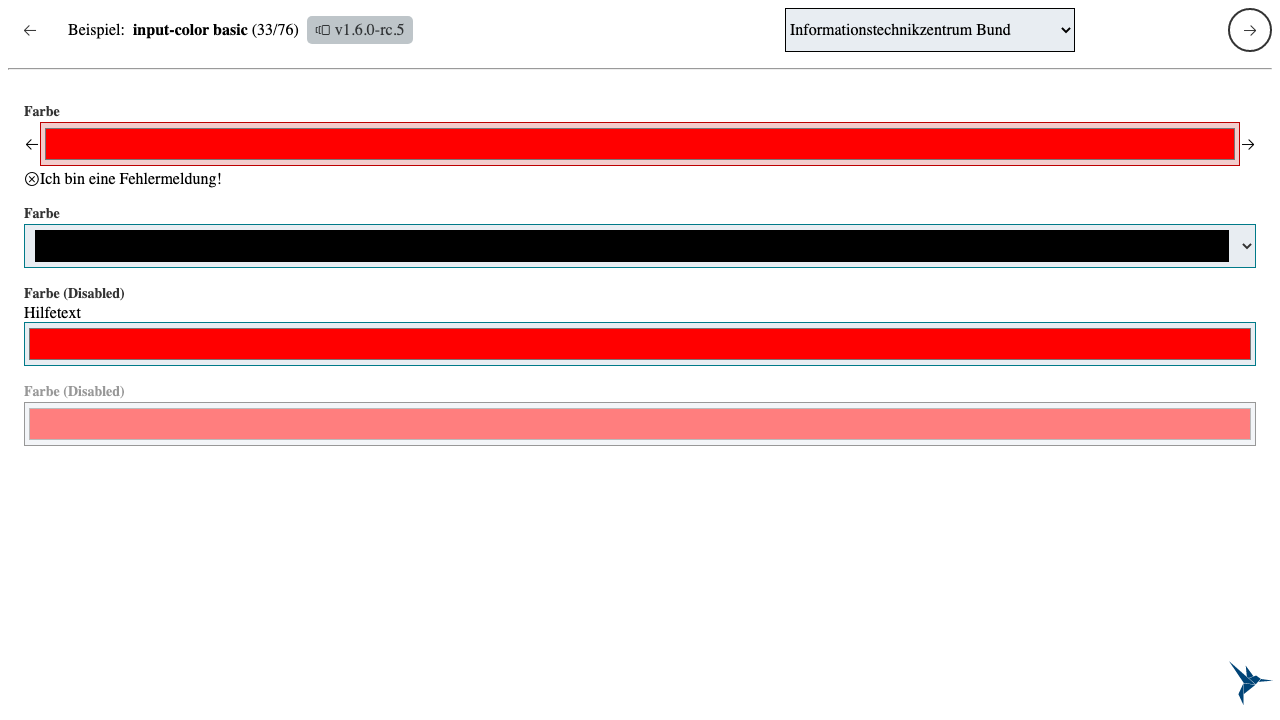 Beispiel: input-color basic (33/76) v1.6.0-rc.5 Informationstechnikzentrum Bund
Farbe
Ich bin eine Fehlermeldung!
Farbe
Farbe (Disabled)
Hilfetext
Farbe (Disabled)